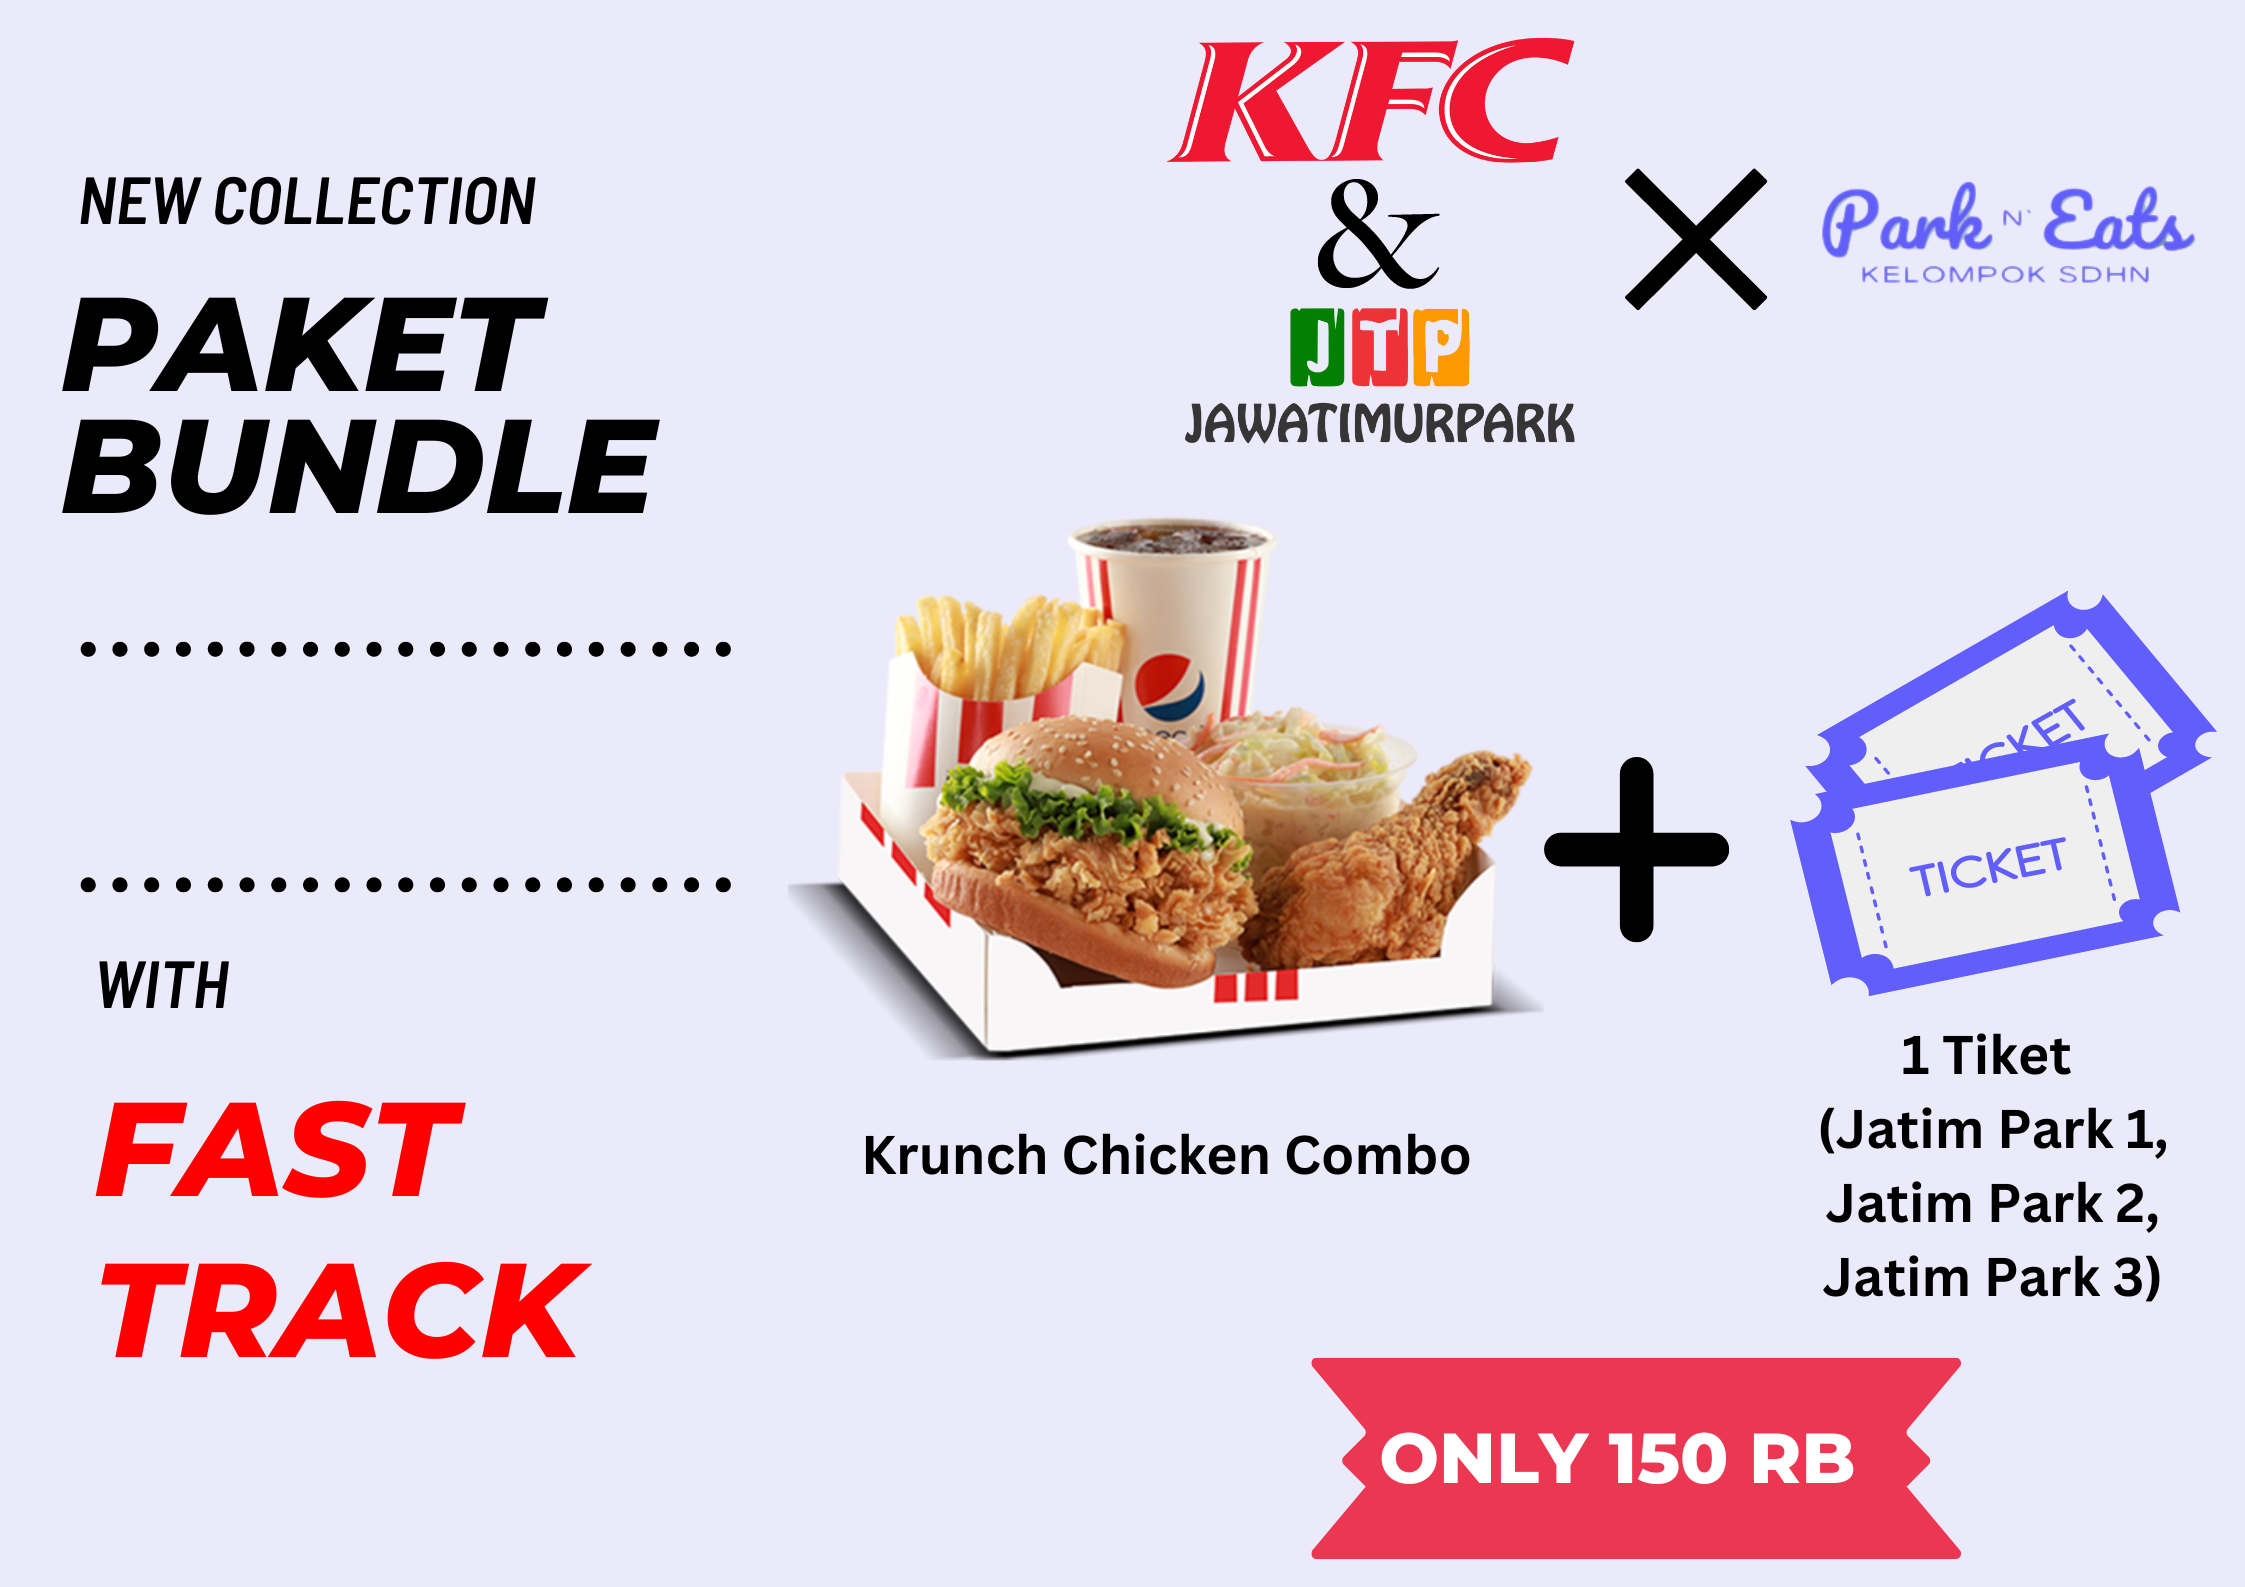 NEW COLLECTION
PAKET
BUNDLE
WITH
FAST
TRACK
KFC
&
JTP
JAWATIMURPARK
Park N' Eats
KELOMPOK SDHN
TICKET
TICKET
Krunch Chicken Combo
1 Tiket
(Jatim Park 1,
Jatim Park 2,
Jatim Park 3)
ONLY 150 RB